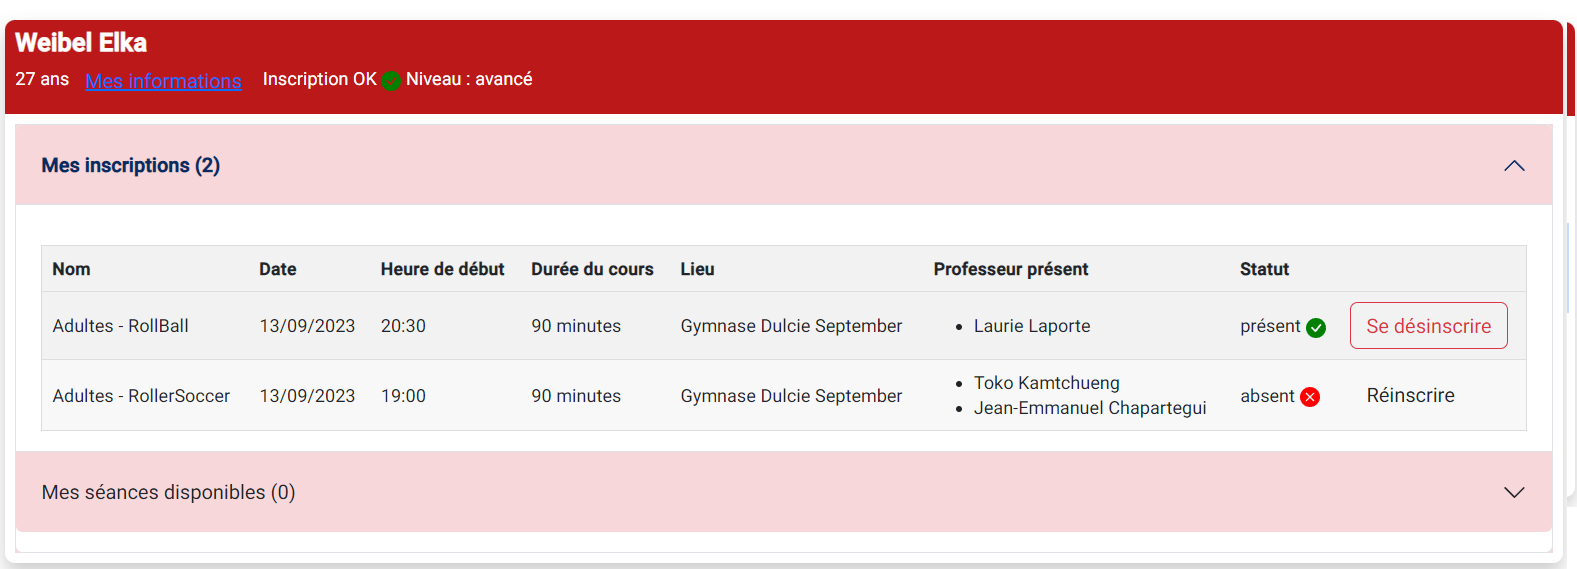 Weibel Elka
27 ans Mes informations Inscription OK Niveau : avancé
Mes inscriptions (2)
Nom Date Heure de début Durée du cours Lieu Professeur présent Statut
Adultes - RollBall 13/09/2023 20:30 90 minutes Gymnase Dulcie September Laurie Laporte présent Se désinscrire
Adultes - RollerSoccer 13/09/2023 19:00 90 minutes Gymnase Dulcie September Toko Kamtchueng absent Réinscrire
Jean-Emmanuel Chapartegui
Mes séances disponibles (0)